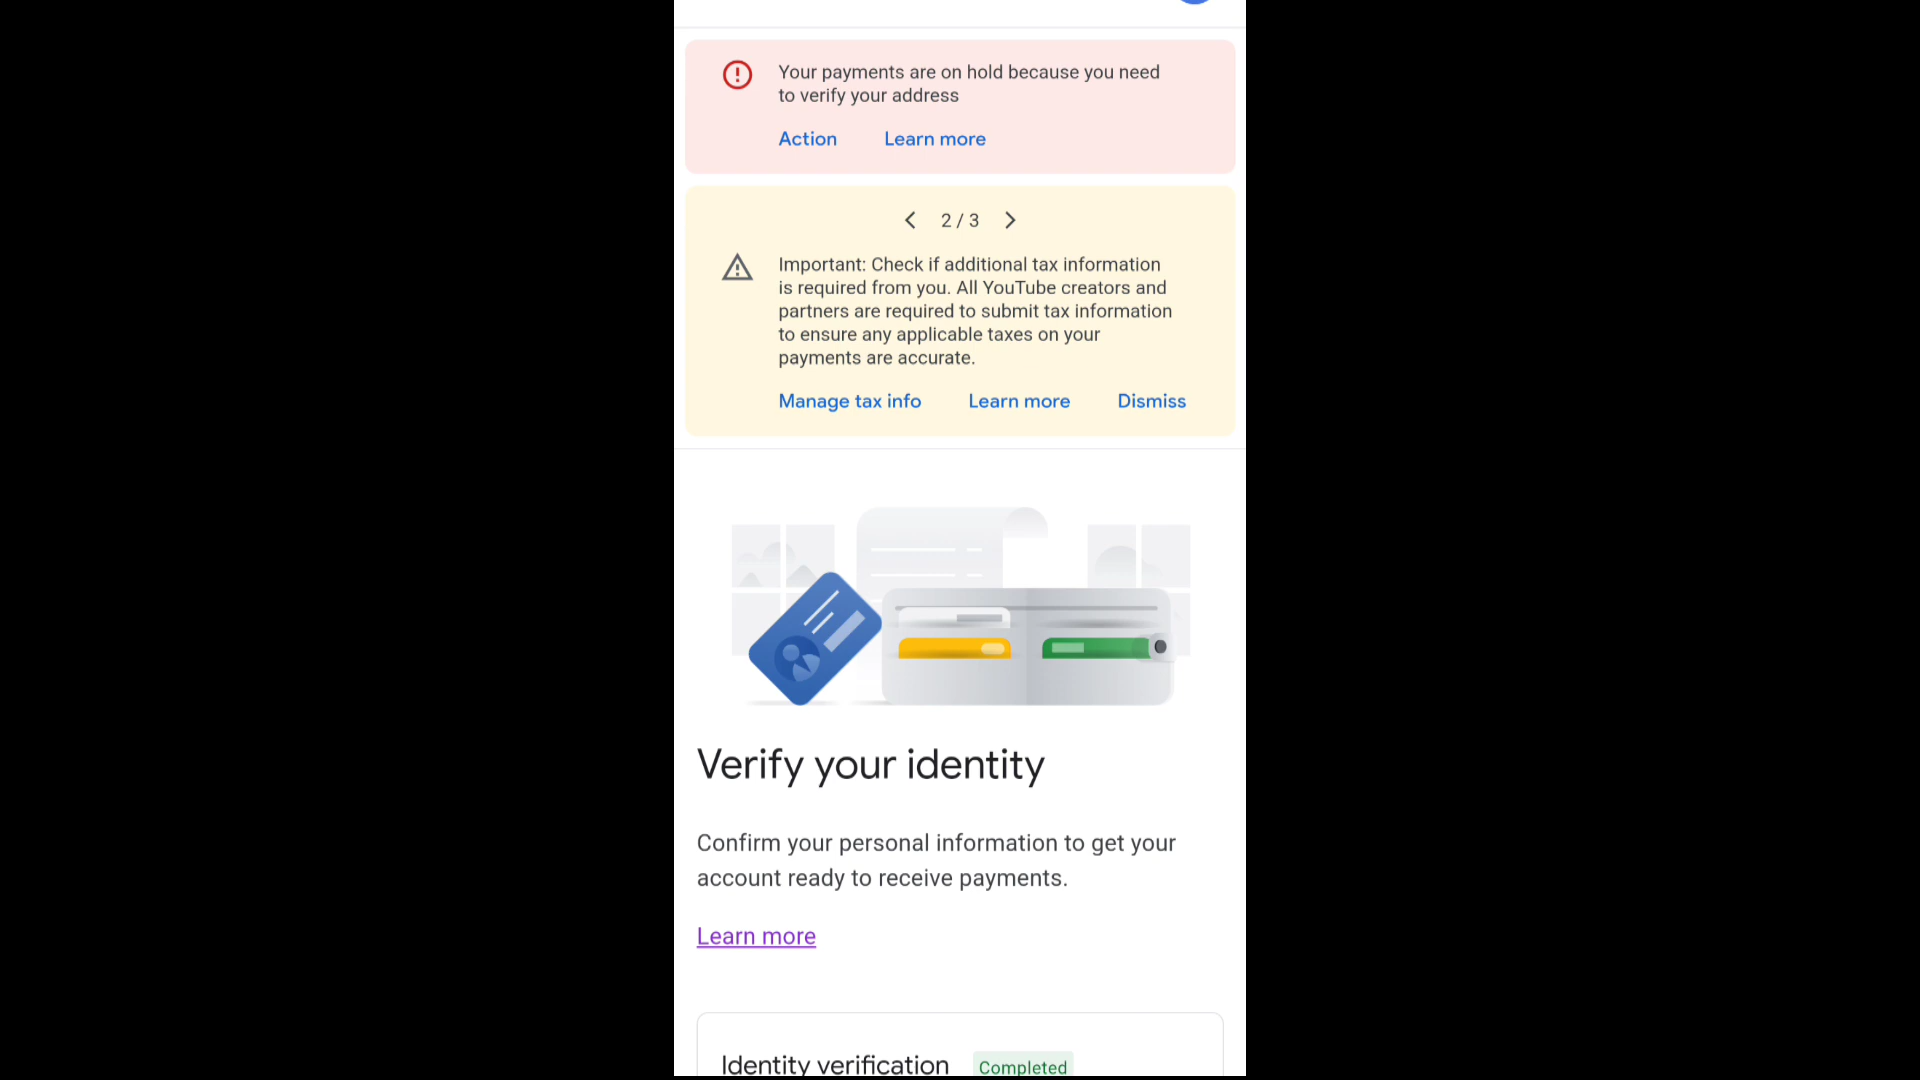 Your payments are on hold because you need
to verify your address
Action Learn more
2 / 3
Important: Check if additional tax information
is required from you. All YouTube creators and
partners are required to submit tax information
to ensure any applicable taxes on your
payments are accurate.
Manage tax info Learn more Dismiss
Verify your identity
Confirm your personal information to get your
account ready to receive payments.
Learn more
Identity verification Completed